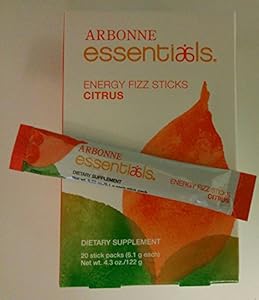 ARBONNE
essentials.
ENERGY FIZZ STICKS
CITRUS
ARBONNE
essentials.
DIETARY SUPPLEMENT
ENERGY FIZZ STICKS
CITRUS
DIETARY SUPPLEMENT
20 stick packs (6.1 g each)
Net wt. 4.3 oz./122 g